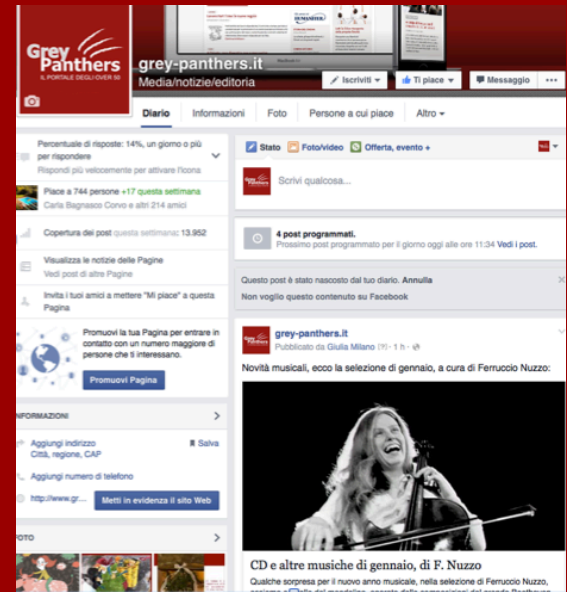 Grey
Panthers
IL PORTALE DEGLI OVER 50
HUMANITER
grey-panthers.it
Media/notizie/editoria
Iscriviti
Ti piace
Messaggio
Diario
Informazioni
Foto
Persone a cui piace
Altro
Percentuale di risposte: 14%, un giorno o più
per rispondere
Rispondi più velocemente per attivare l'icona
Piace a 744 persone +17 questa settimana
Carla Bagnasco Corvo e altri 214 amici
Copertura dei post questa settimana: 13.952
Visualizza le notizie delle Pagine
Vedi post di altre Pagine
Invita i tuoi amici a mettere "Mi piace" a questa
Pagina
Promuovi la tua Pagina per entrare in
contatto con un numero maggiore di
persone che ti interessano.
Promuovi Pagina
INFORMAZIONI
Aggiungi indirizzo
Città, regione, CAP
Salva
Aggiungi numero di telefono
http://www.gr...
Metti in evidenza il sito Web
FOTO
Stato
Foto/video
Offerta, evento +
Scrivi qualcosa...
4 post programmati.
Prossimo post programmato per il giorno oggi alle ore 11:34 Vedi i post.
Questo post è stato nascosto dal tuo diario. Annulla
Non voglio questo contenuto su Facebook
grey-panthers.it
Pubblicato da Giulia Milano [?] · 1 h ·
Novità musicali, ecco la selezione di gennaio, a cura di Ferruccio Nuzzo:
CD e altre musiche di gennaio, di F. Nuzzo
Qualche sorpresa per il nuovo anno musicale, nella selezione di Ferruccio Nuzzo,